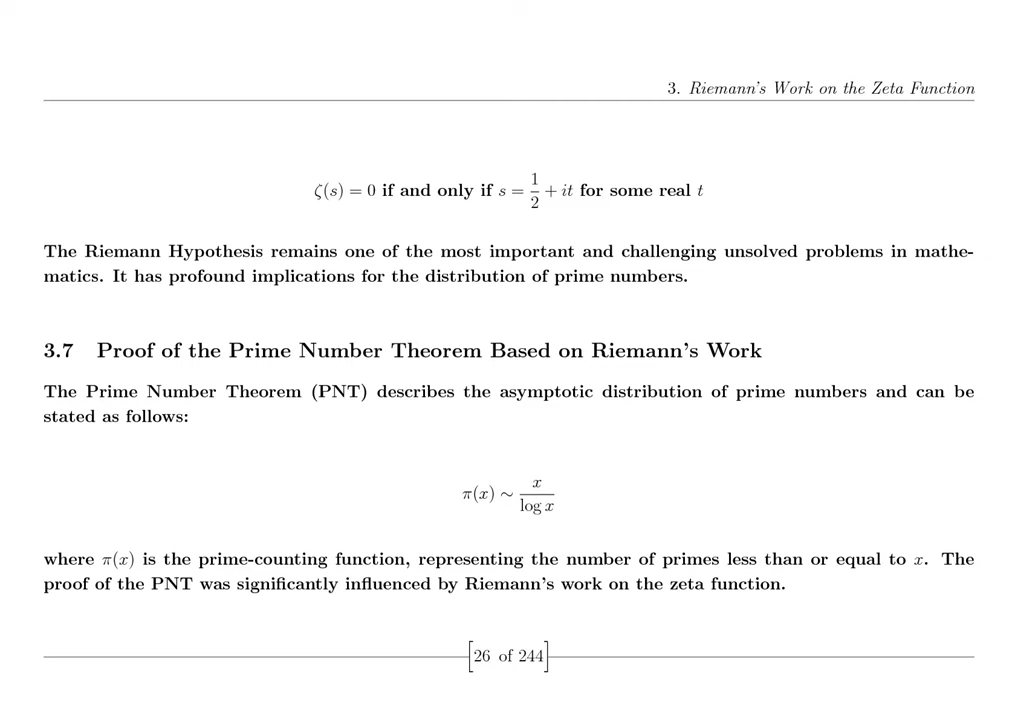 3. Riemann's Work on the Zeta Function
ζ(s) = 0 if and only if s = 1/2 + it for some real t
The Riemann Hypothesis remains one of the most important and challenging unsolved problems in mathe-
matics. It has profound implications for the distribution of prime numbers.
3.7 Proof of the Prime Number Theorem Based on Riemann's Work
The Prime Number Theorem (PNT) describes the asymptotic distribution of prime numbers and can be
stated as follows:
π(x) ∼ x/log x
where π(x) is the prime-counting function, representing the number of primes less than or equal to x. The
proof of the PNT was significantly influenced by Riemann's work on the zeta function.
[26 of 244]